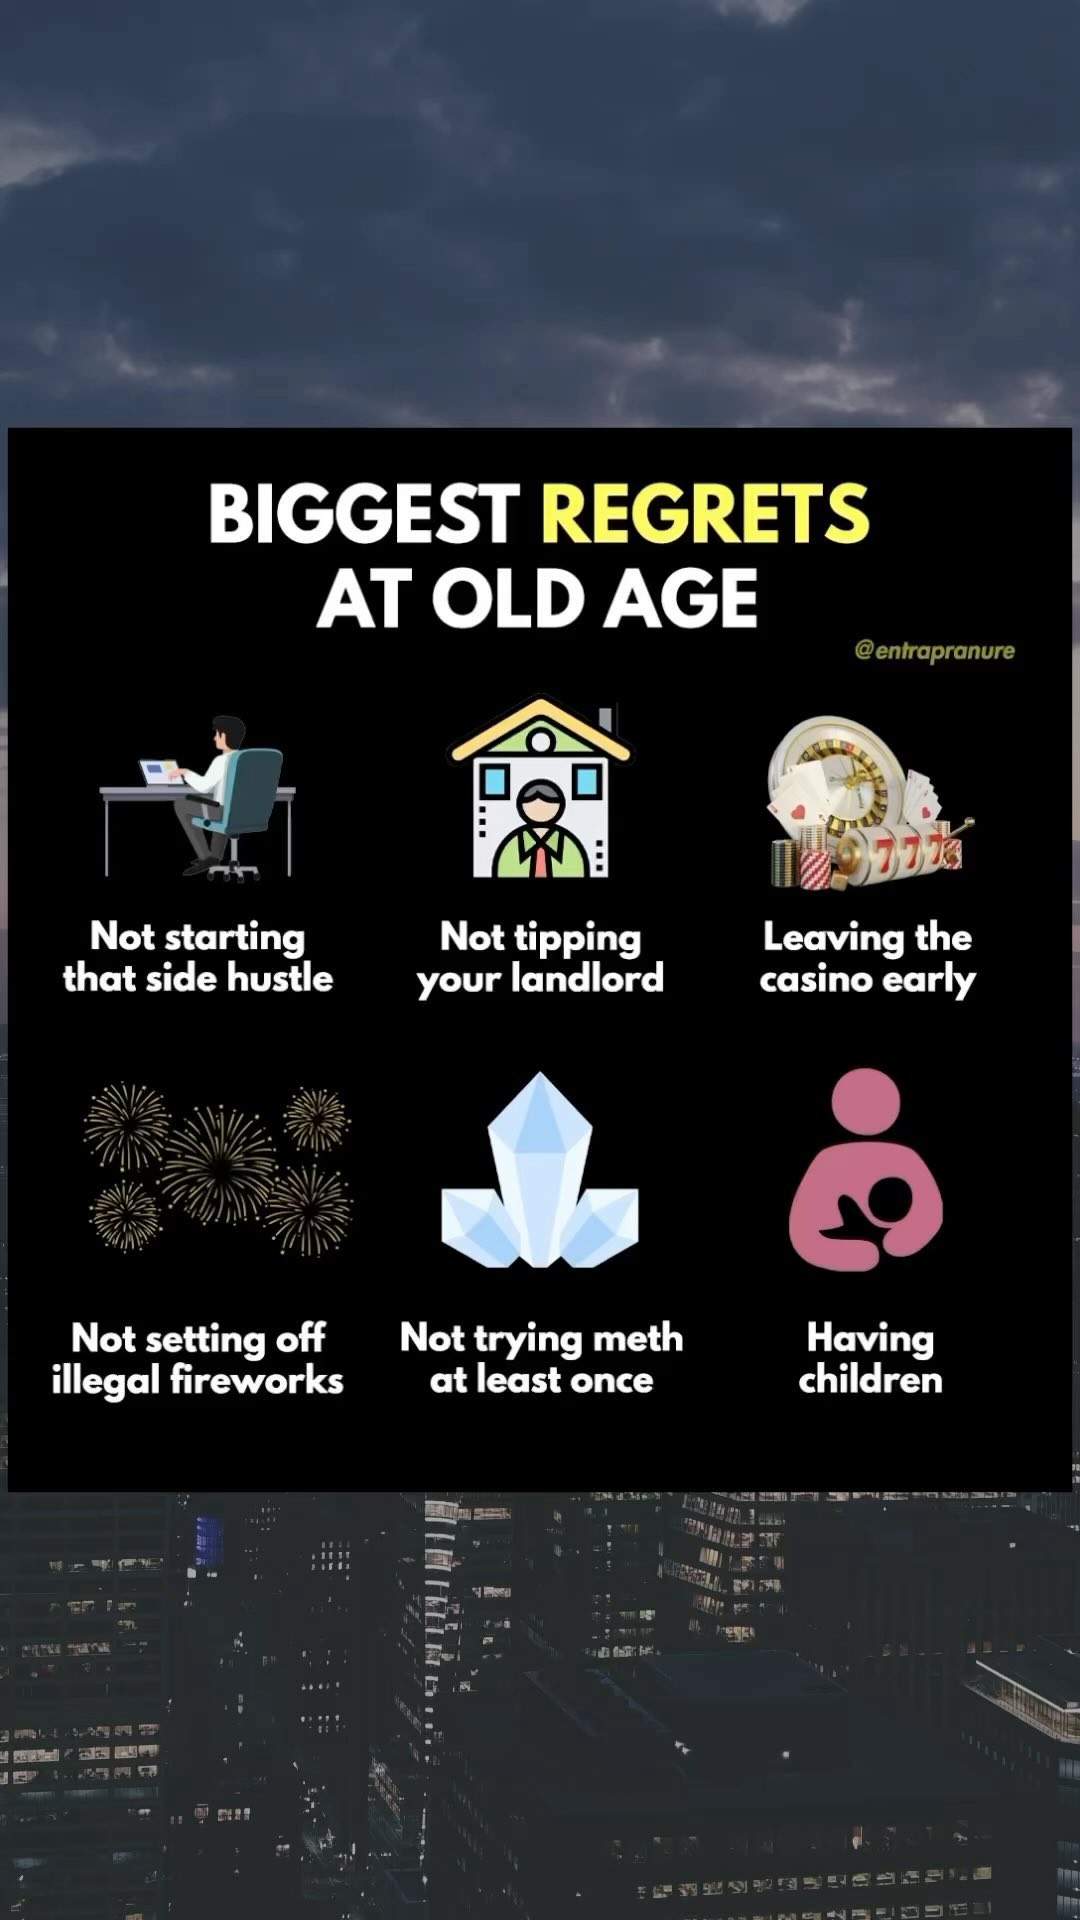 BIGGEST REGRETS
AT OLD AGE
@entrapranure
Not starting
that side hustle
Not tipping
your landlord
777
Leaving the
casino early
Not setting off
illegal fireworks
Not trying meth
at least once
Having
children